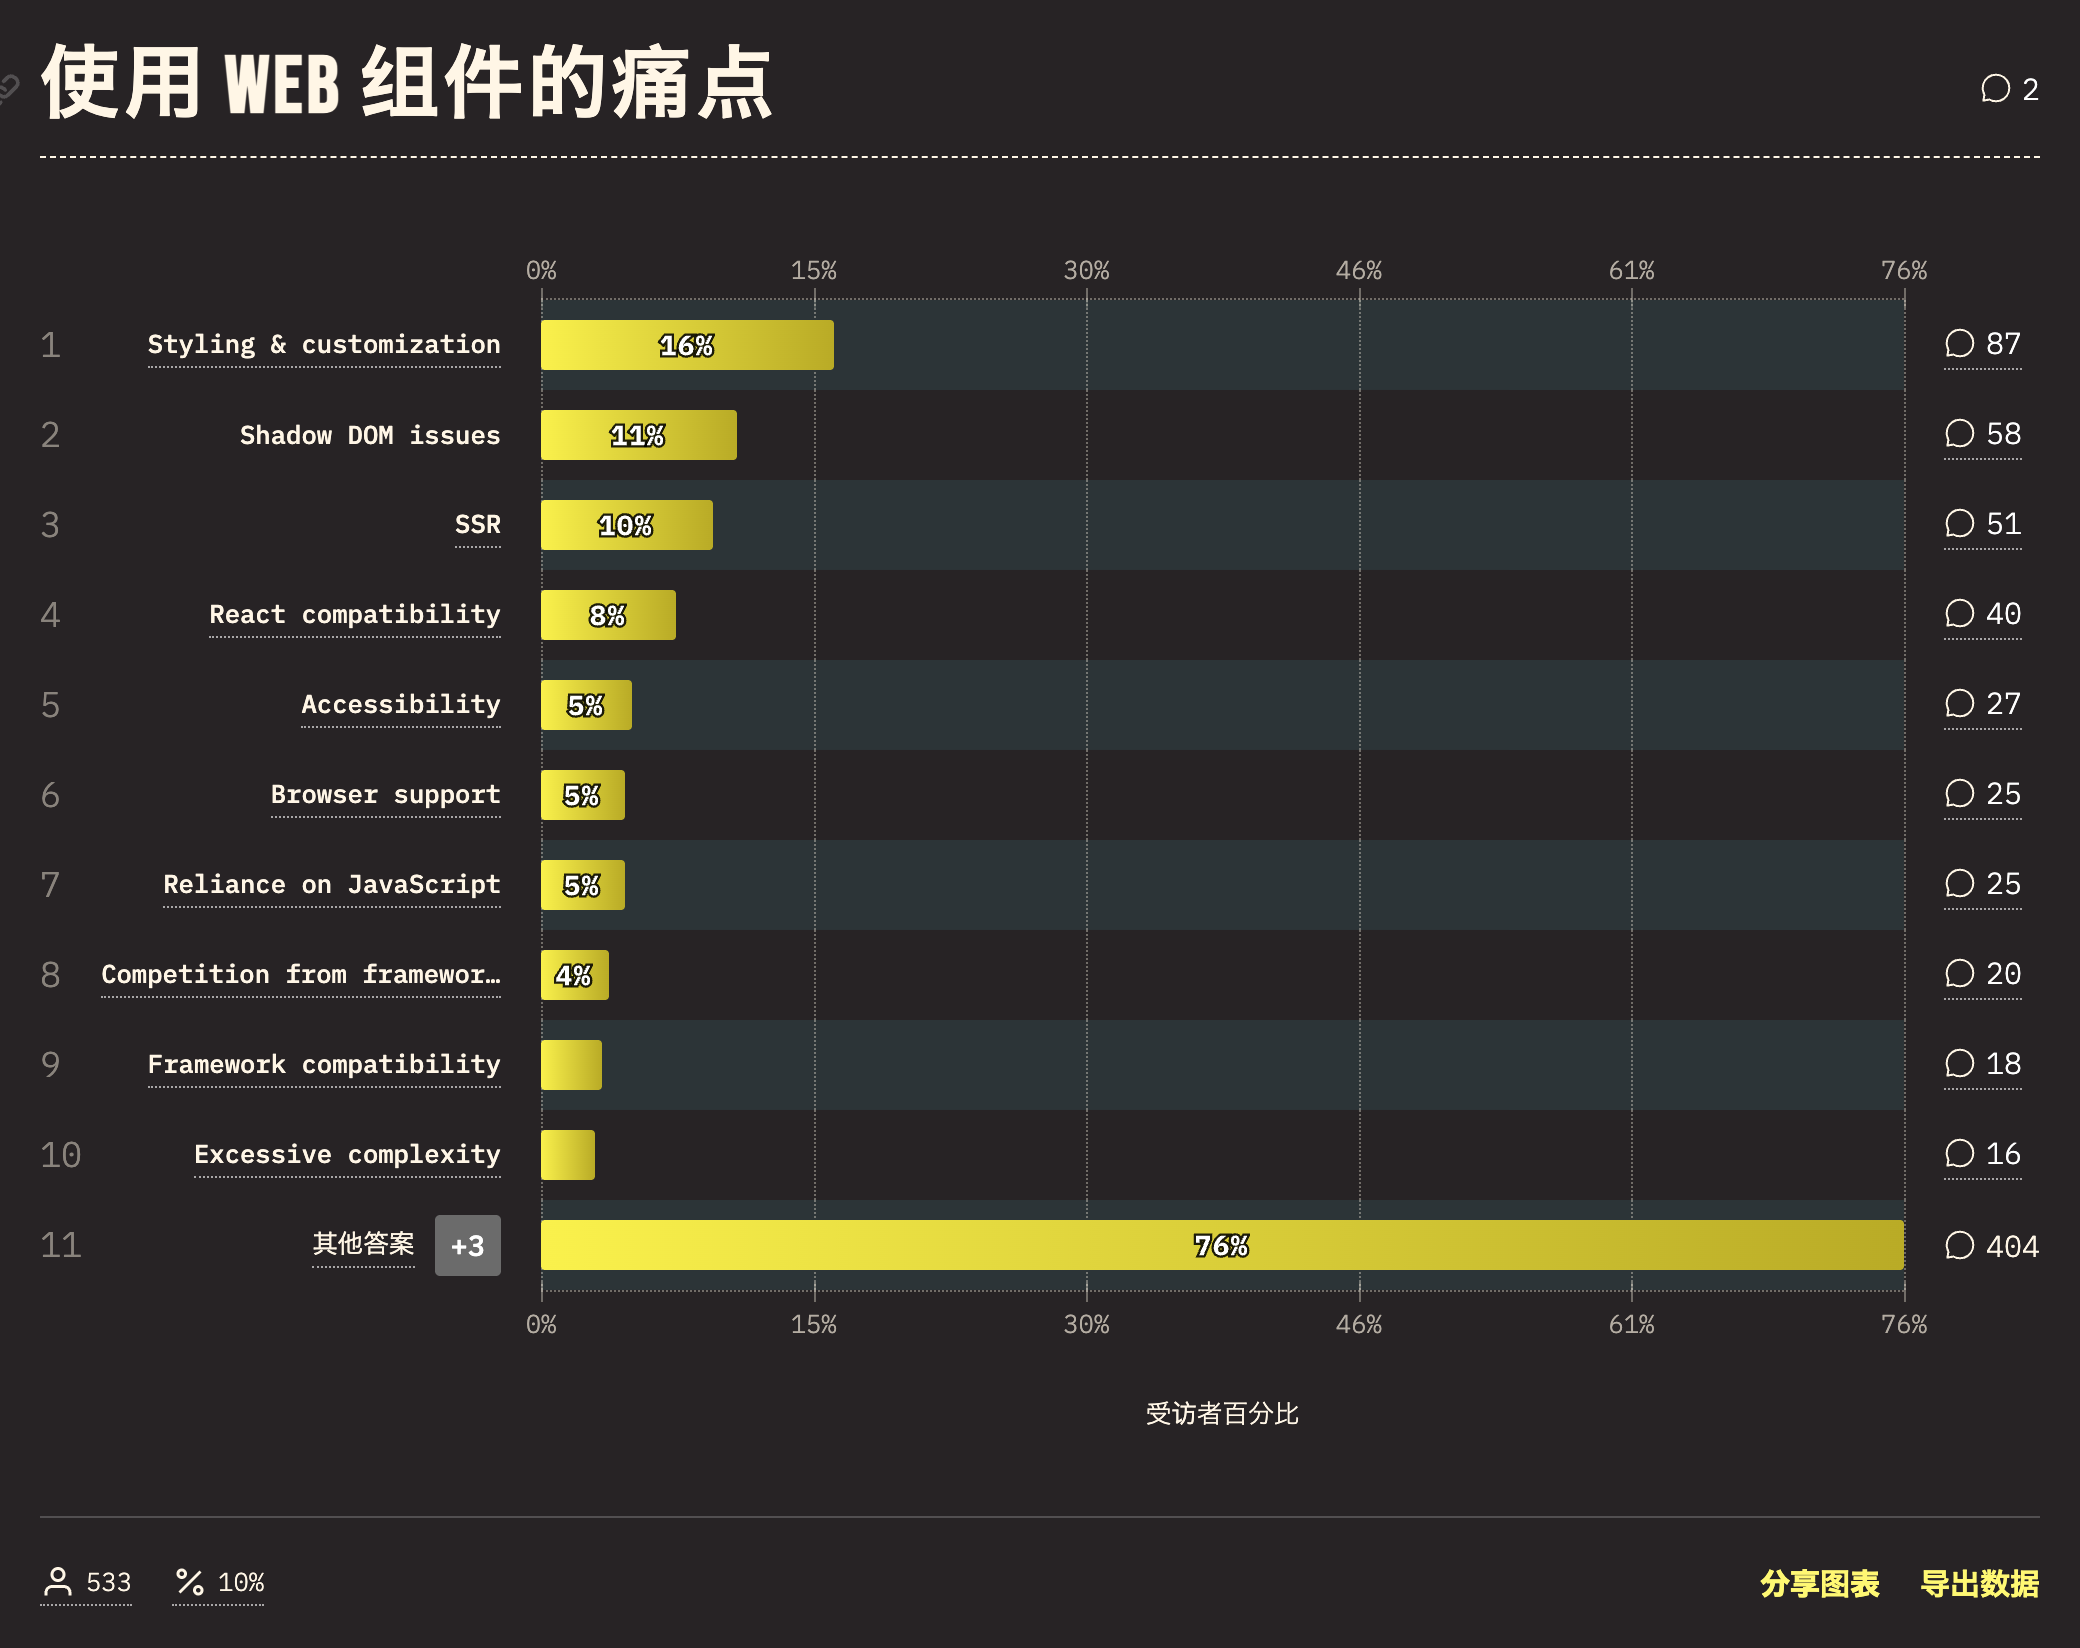 使用 WEB 组件的痛点
2
0% 15% 30% 46% 61% 76%
1 Styling & customization 16% 87
2 Shadow DOM issues 11% 58
3 SSR 10% 51
4 React compatibility 8% 40
5 Accessibility 5% 27
6 Browser support 5% 25
7 Reliance on JavaScript 5% 25
8 Competition from framewor… 4% 20
9 Framework compatibility 18
10 Excessive complexity 16
11 其他答案 +3 76% 404
0% 15% 30% 46% 61% 76%
受访者百分比
533 % 10% 分享图表 导出数据